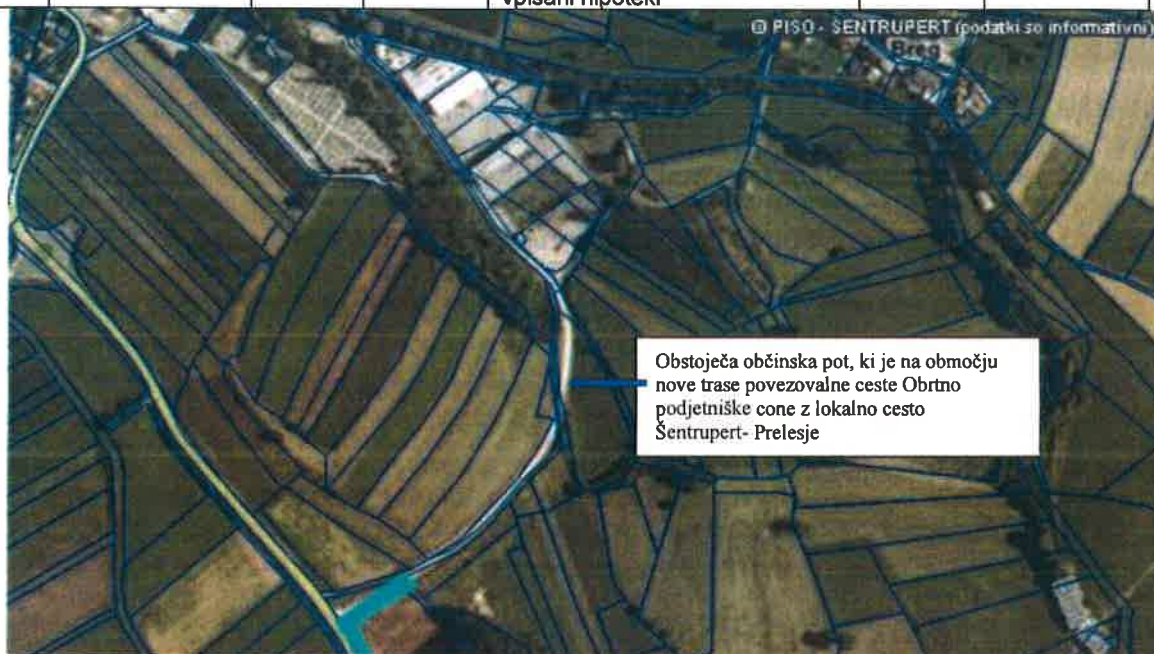 vpisani hipoteki
© PISO - ŠENTRUPERT (podatki so informativni)
Breg
Obstoječa občinska pot, ki je na območju
nove trase povezovalne ceste Obrtno
podjetniške cone z lokalno cesto
Šentrupert- Prelesje